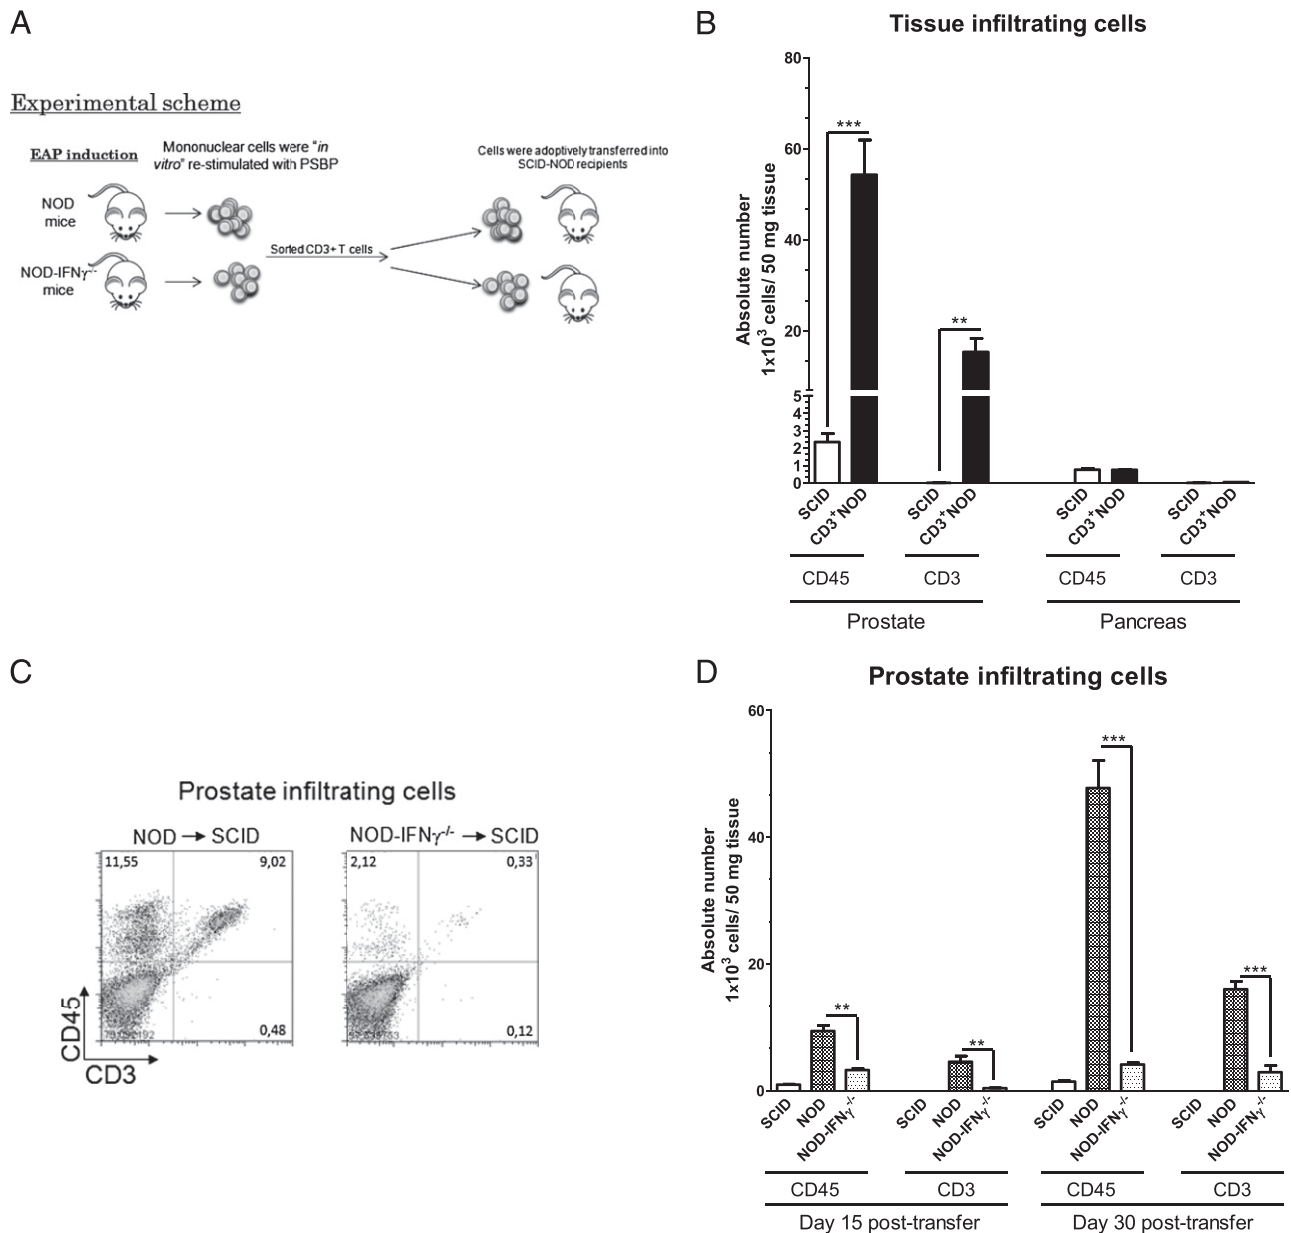 A
Experimental scheme
EAP induction
Mononuclear cells were "in
vitro" re-stimulated with PSBP
Cells were adoptively transferred into
SCID-NOD recipients
NOD
mice
Sorted CD3+ T cells
NOD-IFNγ-/-
mice
B
Tissue infiltrating cells
Absolute number
1x10³ cells/ 50 mg tissue
80
60
40
20
5
4
3
2
1
0
***
**
SCID
CD3⁺NOD
SCID
CD3⁺NOD
SCID
CD3⁺NOD
SCID
CD3⁺NOD
CD45
CD3
CD45
CD3
Prostate
Pancreas
C
Prostate infiltrating cells
NOD → SCID
NOD-IFNγ-/- → SCID
11,55
9,02
0,48
2,12
0,33
0,12
CD45
CD3
D
Prostate infiltrating cells
Absolute number
1x10³ cells/ 50 mg tissue
60
40
20
0
**
**
***
***
SCID
NOD
NOD-IFNγ-/-
SCID
NOD
NOD-IFNγ-/-
SCID
NOD
NOD-IFNγ-/-
SCID
NOD
NOD-IFNγ-/-
CD45
CD3
CD45
CD3
Day 15 post-transfer
Day 30 post-transfer